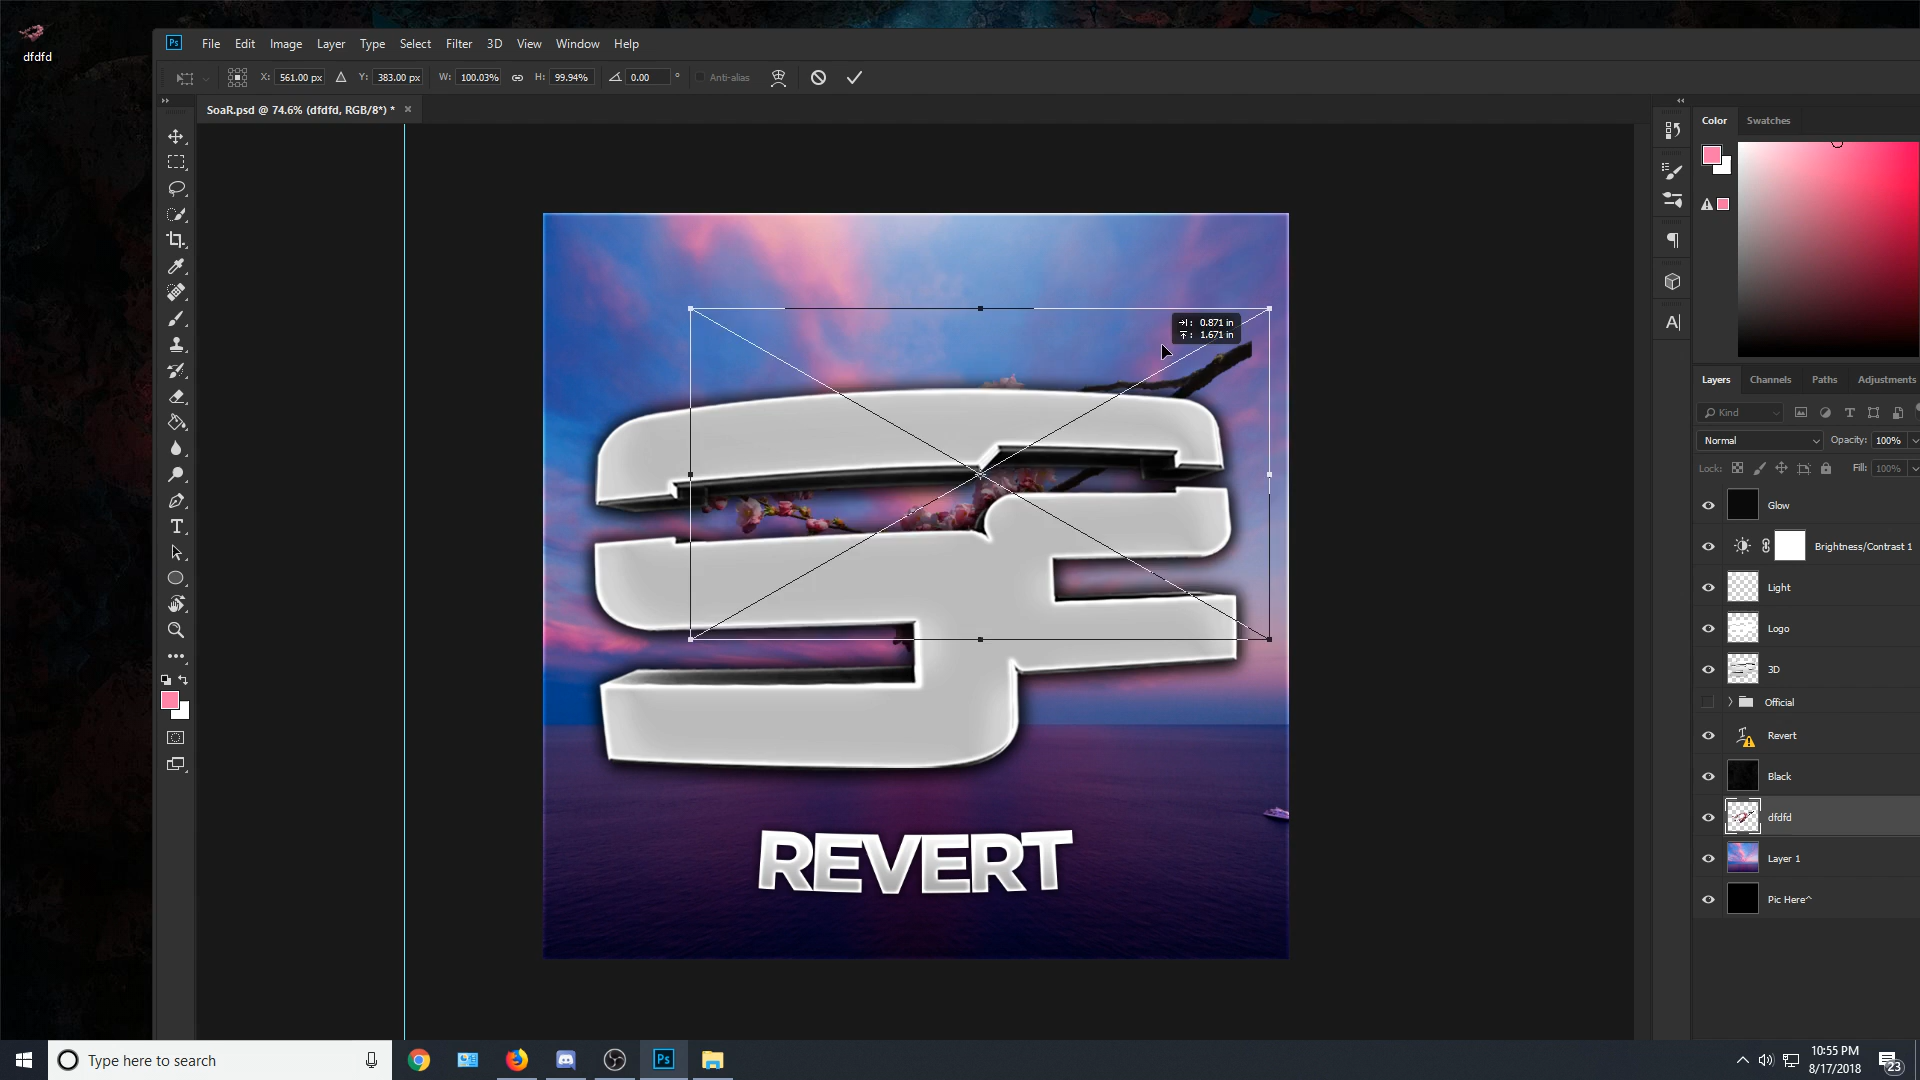 dfdfd
Ps
File Edit Image Layer Type Select Filter 3D View Window Help
X: 561.00 px Y: 383.00 px W: 100.03% H: 99.94% 0.00 ° Anti-alias
SoaR.psd @ 74.6% (dfdfd, RGB/8*) * ×
Color Swatches
0.871 in
1.671 in
Layers Channels Paths Adjustments
Kind
Normal Opacity: 100%
Lock: Fill: 100%
Glow
Brightness/Contrast 1
Light
Logo
3D
Official
Revert
Black
dfdfd
Layer 1
Pic Here^
REVERT
Type here to search
Ps
10:55 PM
8/17/2018
23